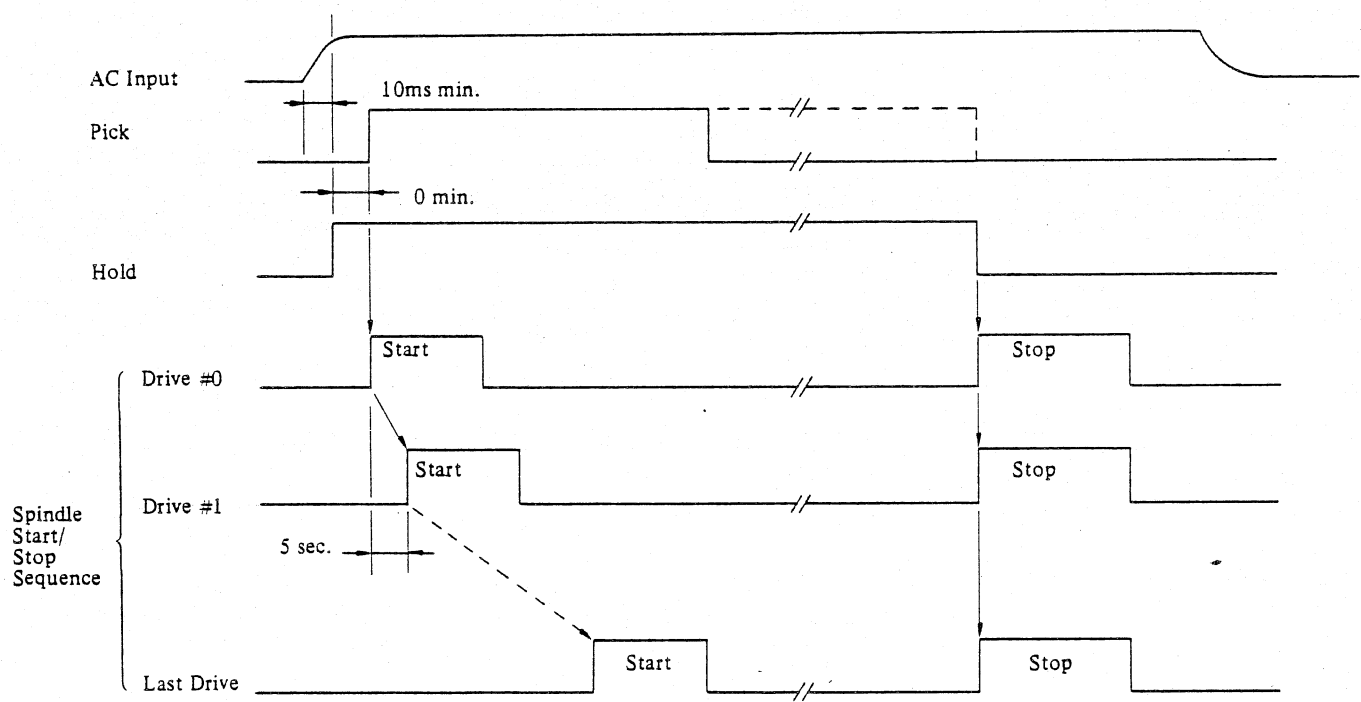 AC Input
10ms min.
Pick
0 min.
Hold
Start
Stop
Drive #0
Start
Stop
Drive #1
Spindle
Start/
Stop
Sequence
5 sec.
Start
Stop
Last Drive